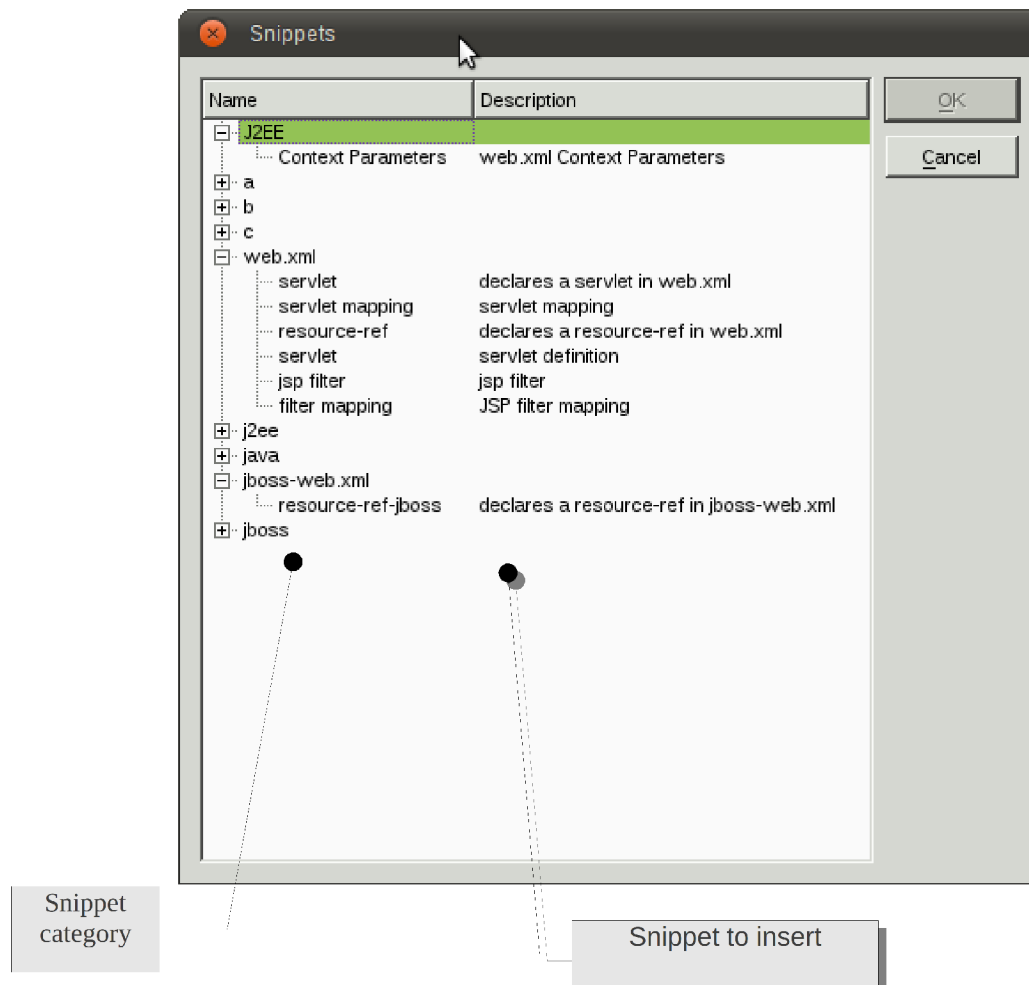 Snippets
Name Description
J2EE
Context Parameters web.xml Context Parameters
a
b
c
web.xml
servlet declares a servlet in web.xml
servlet mapping servlet mapping
resource-ref declares a resource-ref in web.xml
servlet servlet definition
jsp filter jsp filter
filter mapping JSP filter mapping
j2ee
java
jboss-web.xml
resource-ref-jboss declares a resource-ref in jboss-web.xml
jboss
OK
Cancel
Snippet
category
Snippet to insert